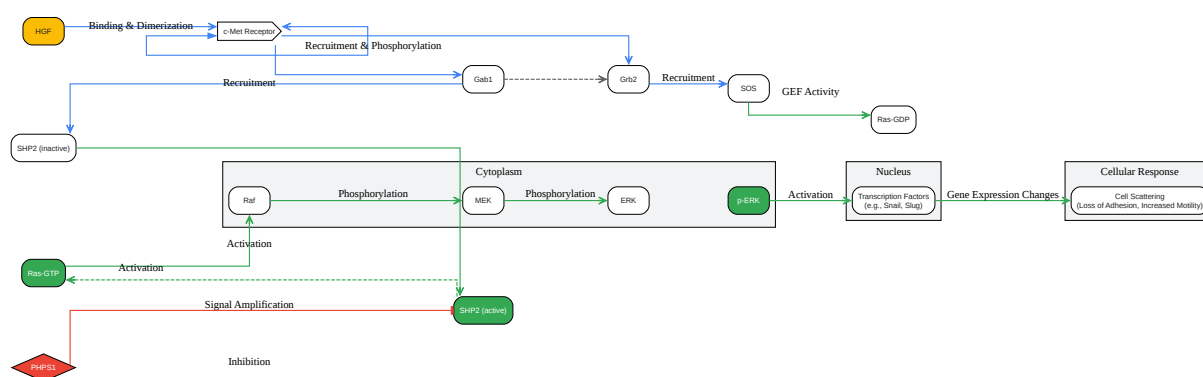 HGF
Binding & Dimerization
c-Met Receptor
Recruitment & Phosphorylation
Recruitment
Gab1
Grb2
Recruitment
SOS
GEF Activity
Ras-GDP
SHP2 (inactive)
Cytoplasm
Nucleus
Cellular Response
Raf
Phosphorylation
MEK
Phosphorylation
ERK
p-ERK
Activation
Transcription Factors
(e.g., Snail, Slug)
Gene Expression Changes
Cell Scattering
(Loss of Adhesion, Increased Motility)
Activation
Ras-GTP
Activation
Signal Amplification
SHP2 (active)
PHPS1
Inhibition